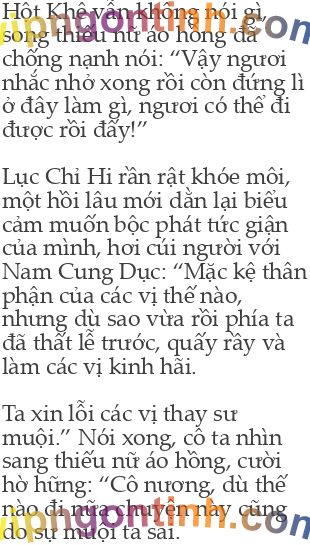 Hột Khê vẫn không nói gì,
song thiếu nữ áo hồng đã
chống nạnh nói: “Vậy ngươi
nhắc nhở xong rồi còn đứng lì
ở đây làm gì, ngươi có thể đi
được rồi đấy!”
Lục Chỉ Hi rần rật khóe môi,
một hồi lâu mới dằn lại biểu
cảm muốn bộc phát tức giận
của mình, hơi cúi người với
Nam Cung Dục: “Mặc kệ thân
phận của các vị thế nào,
nhưng dù sao vừa rồi phía ta
đã thất lễ trước, quấy rầy và
làm các vị kinh hãi.
Ta xin lỗi các vị thay sư
muội.” Nói xong, cô ta nhìn
sang thiếu nữ áo hồng, cười
hờ hững: “Cô nương, dù thế
nào đi nữa chuyện này cũng
do sư muội ta sai.
vipngontinh.com
vipngontinh.com